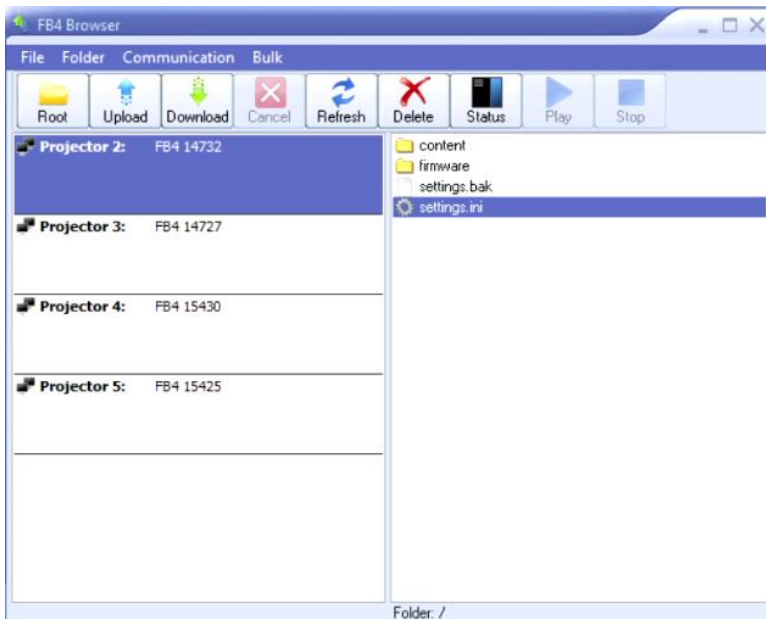 FB4 Browser
File Folder Communication Bulk
Root Upload Download Cancel Refresh Delete Status Play Stop
Projector 2: FB4 14732
Projector 3: FB4 14727
Projector 4: FB4 15430
Projector 5: FB4 15425
content
firmware
settings.bak
settings.ini
Folder: /